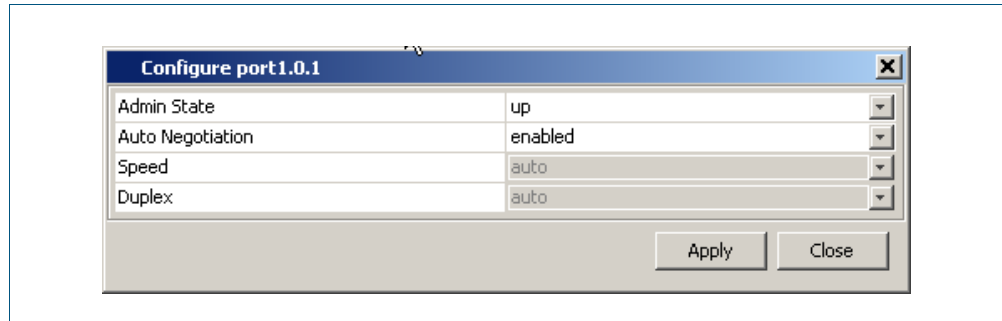 Configure port1.0.1
Admin State up
Auto Negotiation enabled
Speed auto
Duplex auto
Apply Close